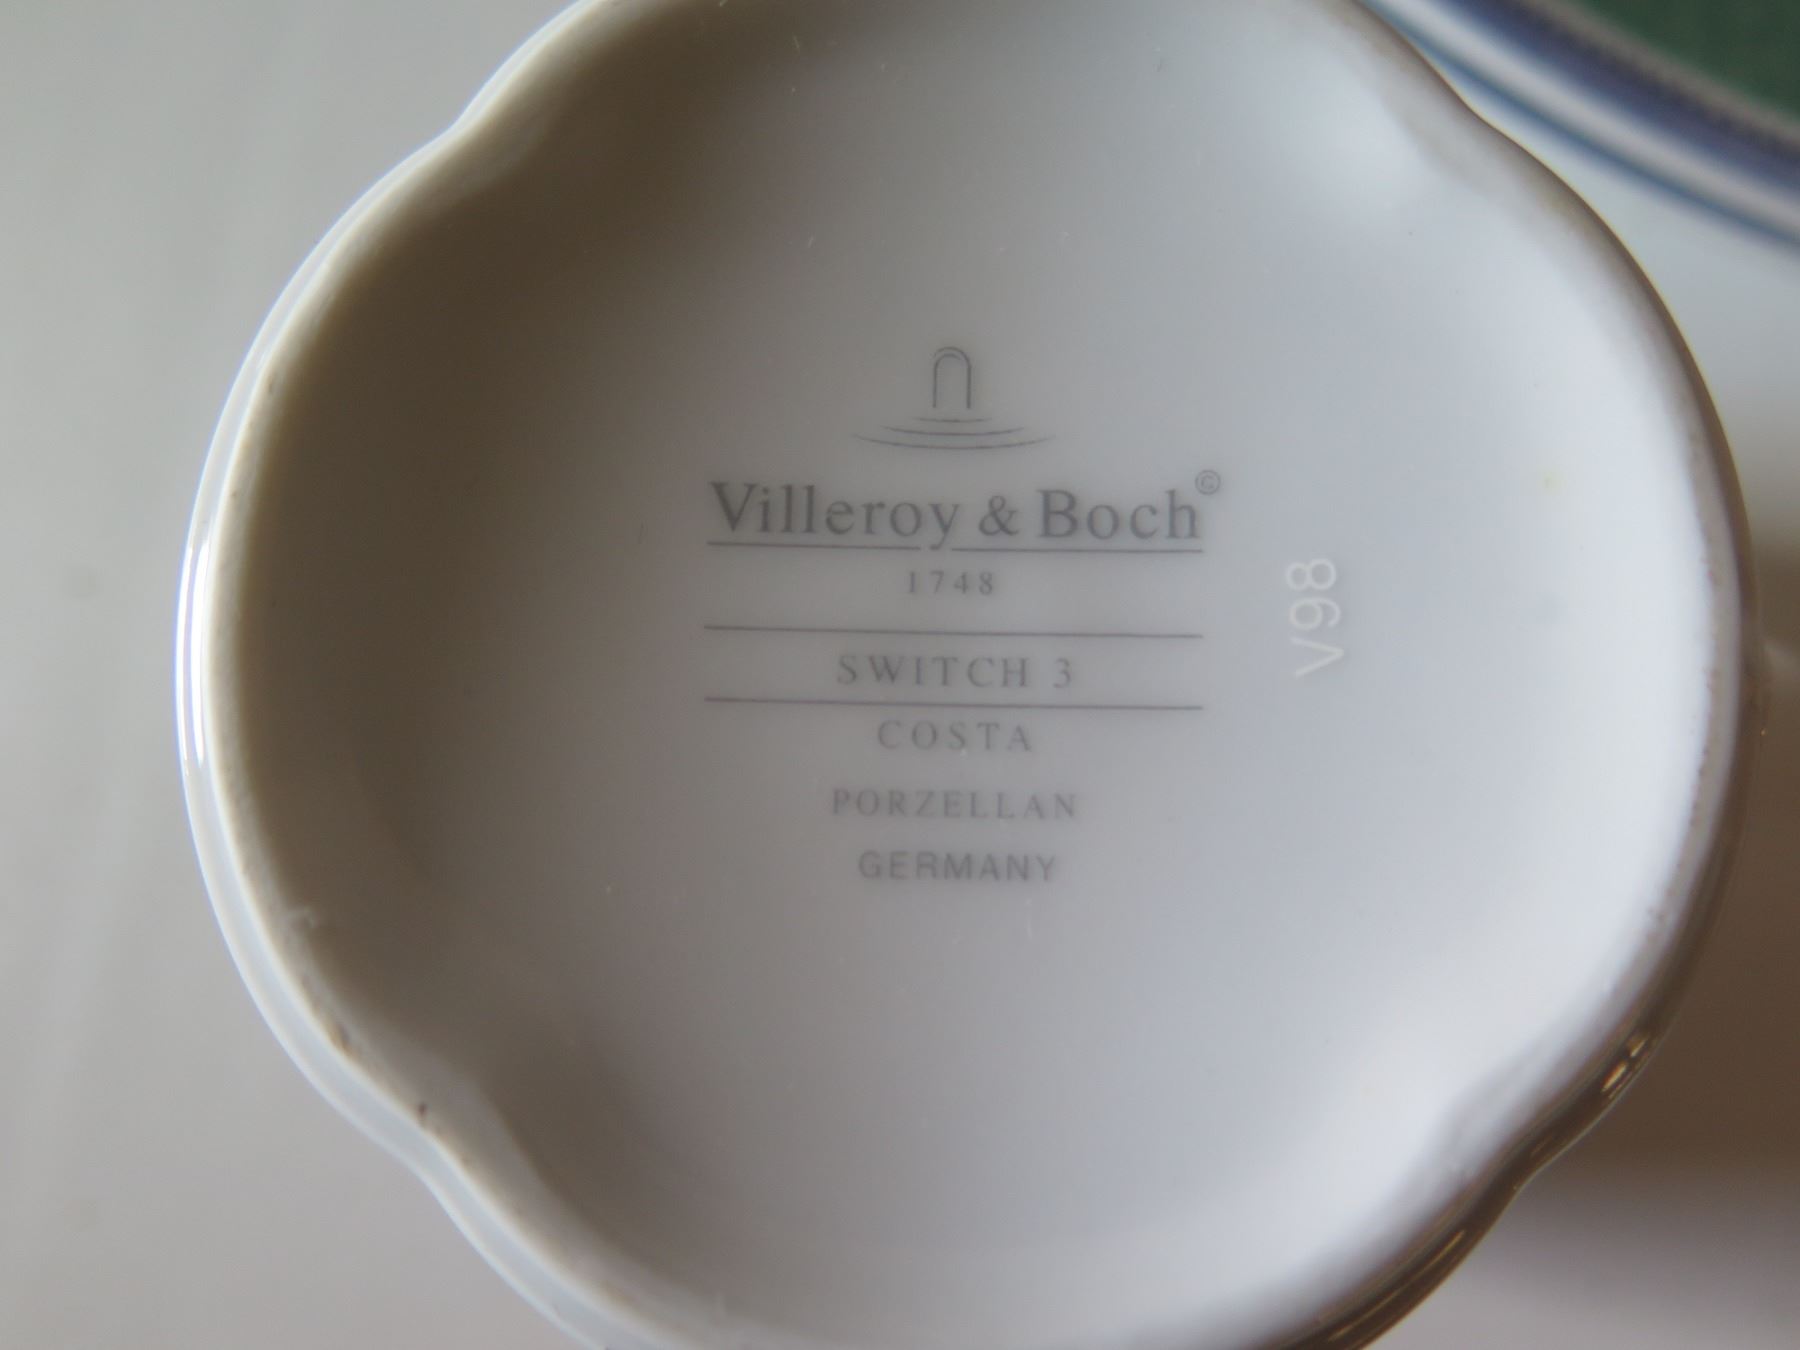 Villeroy & Boch©
1748
SWITCH 3
COSTA
PORZELLAN
GERMANY
V98